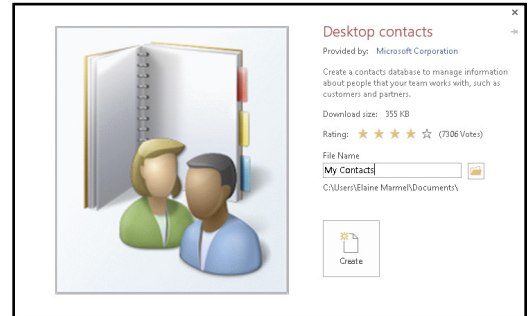 Desktop contacts
Provided by: Microsoft Corporation
Create a contacts database to manage information
about people that your team works with, such as
customers and partners.
Download size: 355 KB
Rating: (7306 Votes)
File Name
My Contacts
C:\Users\Elaine Marmel\Documents\
Create